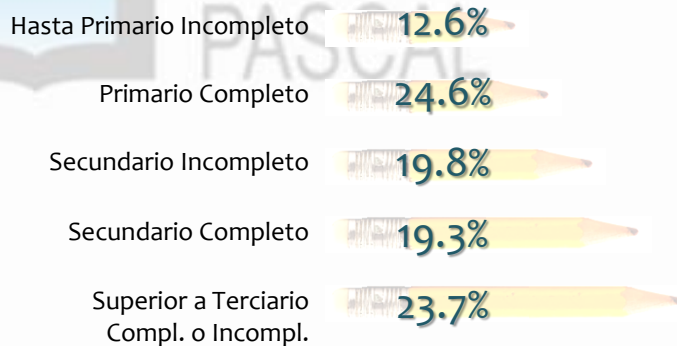 PASCAL
Hasta Primario Incompleto 12.6%
Primario Completo 24.6%
Secundario Incompleto 19.8%
Secundario Completo 19.3%
Superior a Terciario
Compl. o Incompl. 23.7%